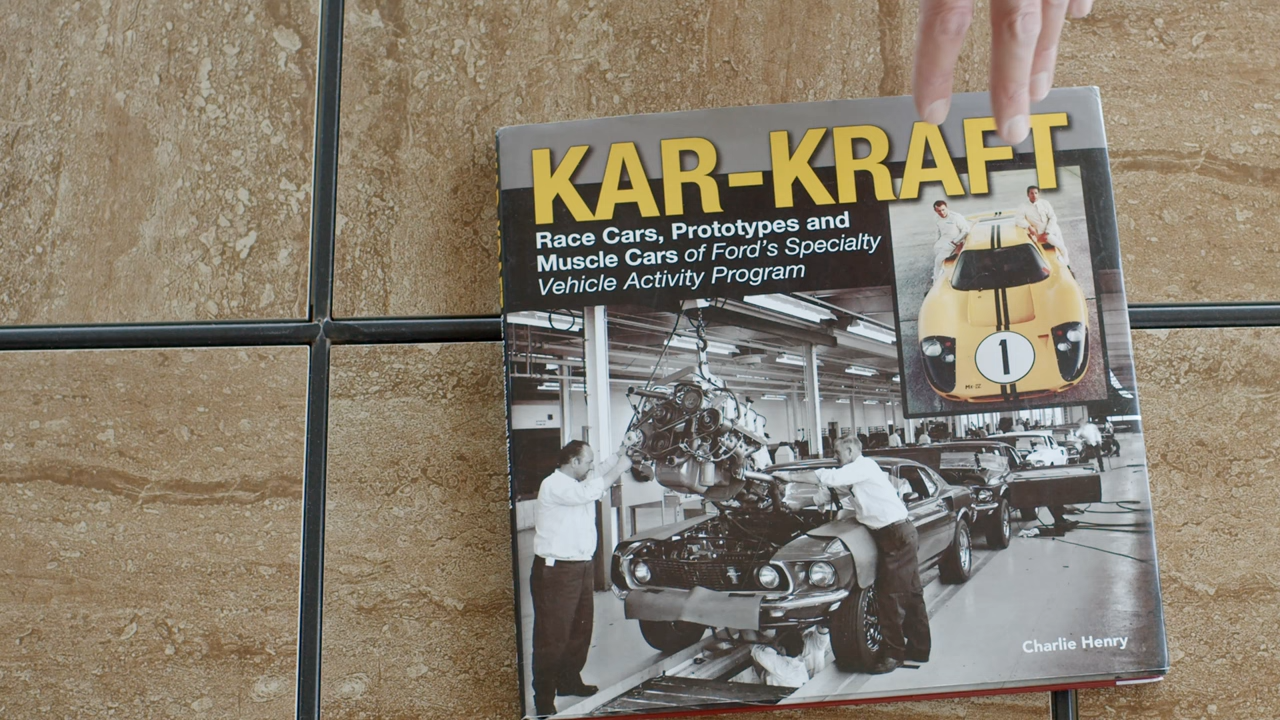 KAR-KRAFT
Race Cars, Prototypes and
Muscle Cars of Ford's Specialty
Vehicle Activity Program
1
Charlie Henry